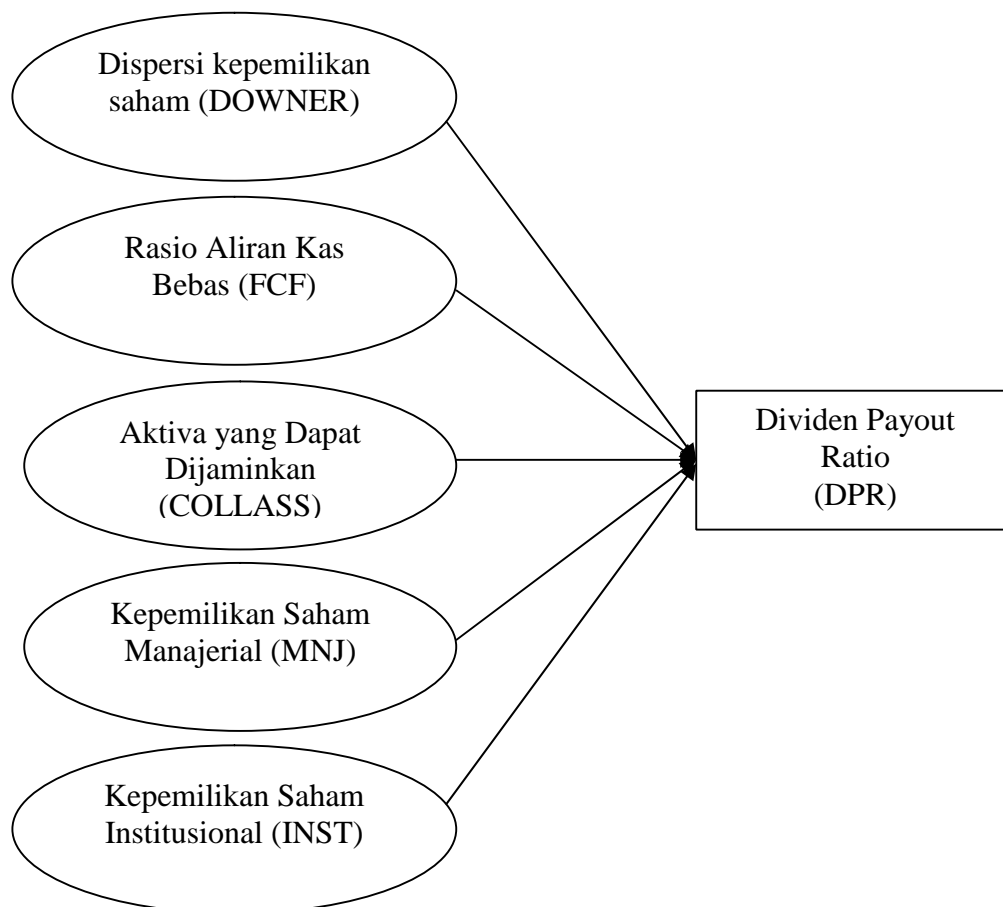 Dispersi kepemilikan
saham (DOWNER)
Rasio Aliran Kas
Bebas (FCF)
Aktiva yang Dapat
Dijaminkan
(COLLASS)
Kepemilikan Saham
Manajerial (MNJ)
Kepemilikan Saham
Institusional (INST)
Dividen Payout
Ratio
(DPR)